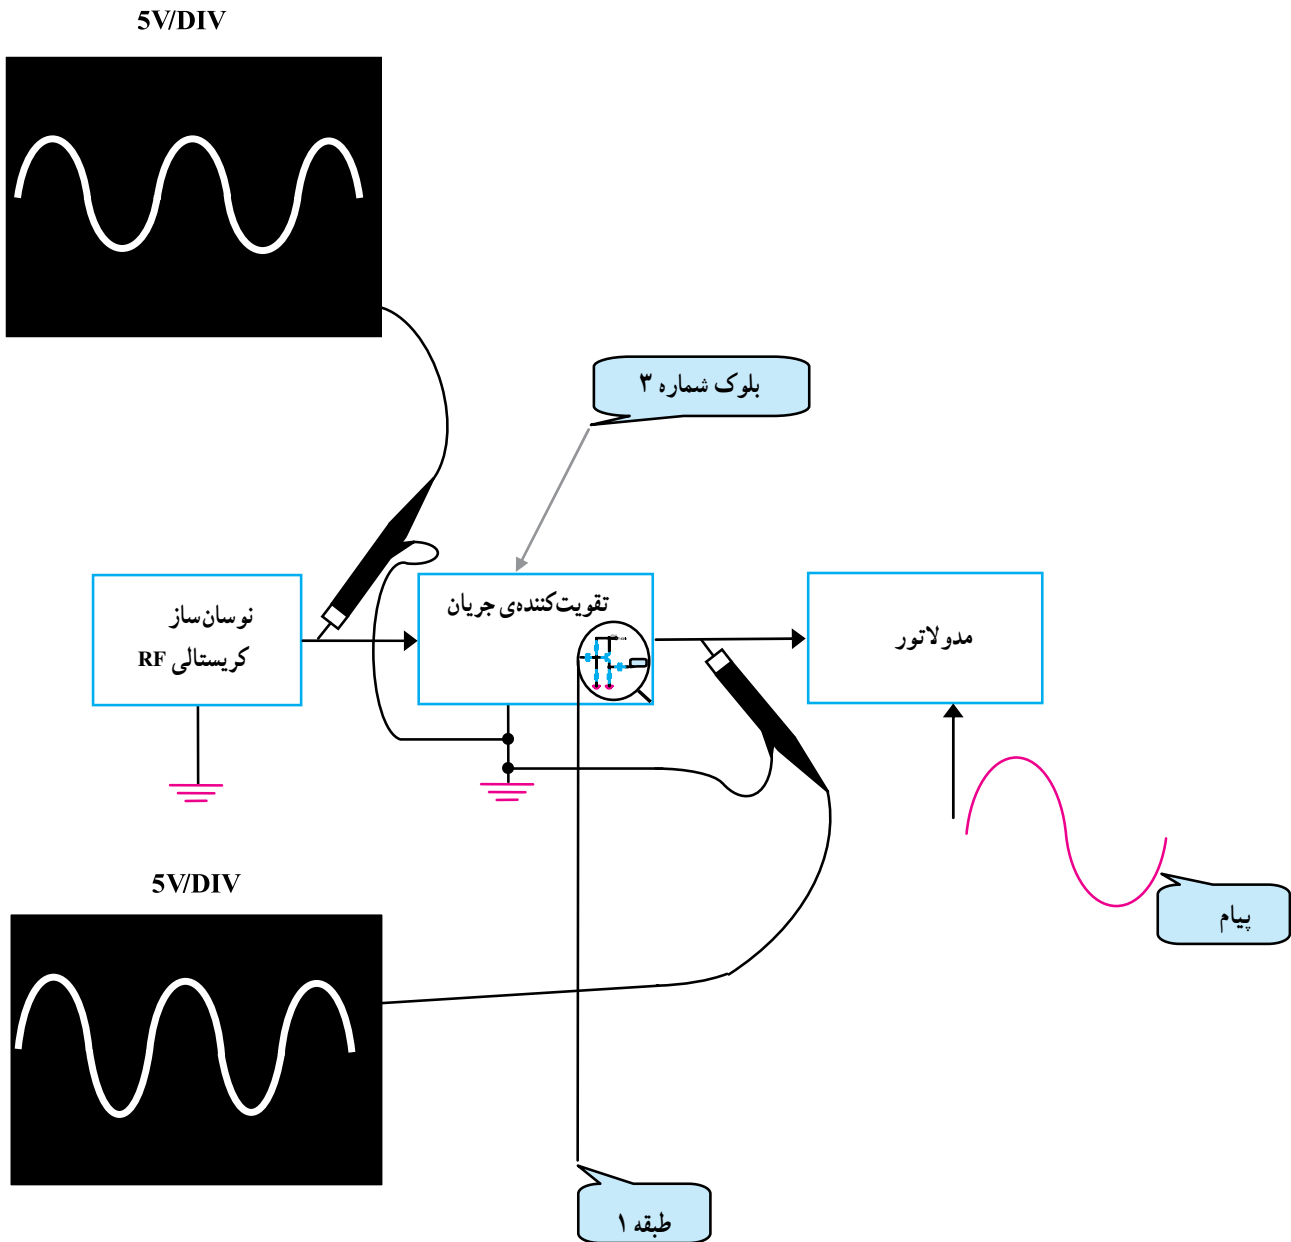 5V/DIV
بلوک شماره ۳
نوسان‌ساز
کریستالی RF
تقویت‌کننده‌ی جریان
مدولاتور
5V/DIV
پیام
طبقه ۱